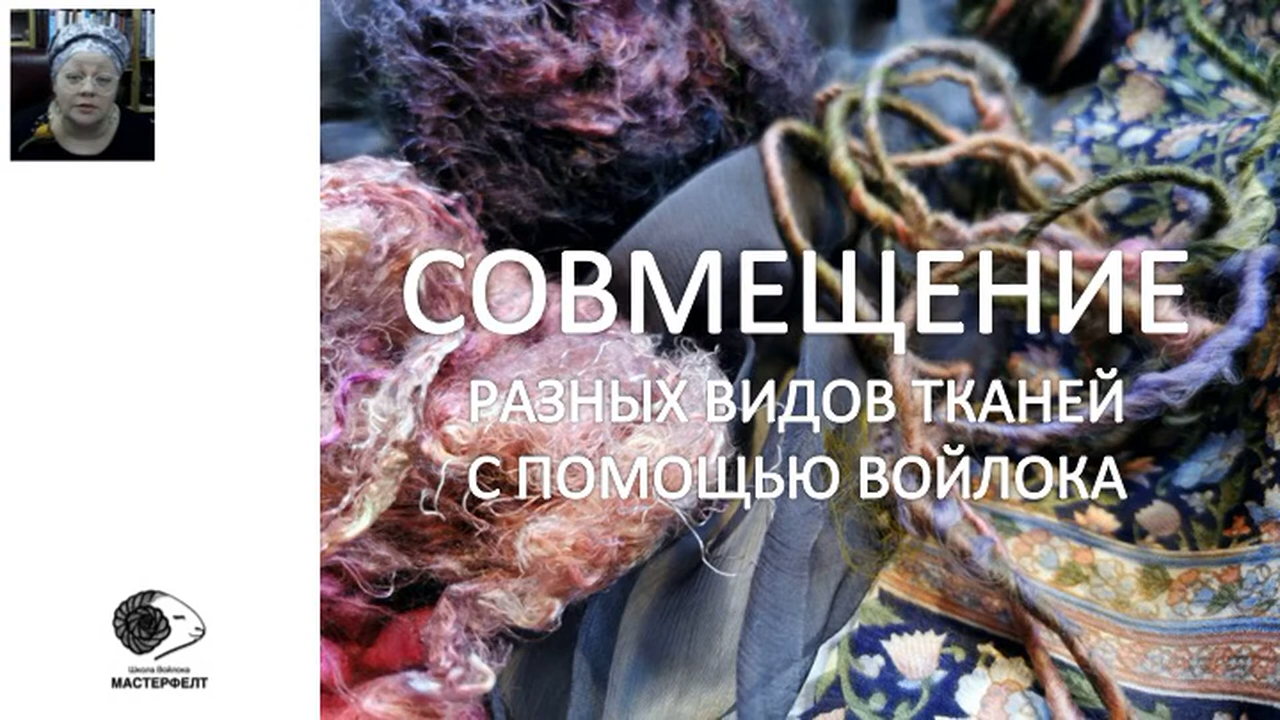 СОВМЕЩЕНИЕ
РАЗНЫХ ВИДОВ ТКАНЕЙ
С ПОМОЩЬЮ ВОЙЛОКА
Школа Войлока
МАСТЕРФЕЛТ